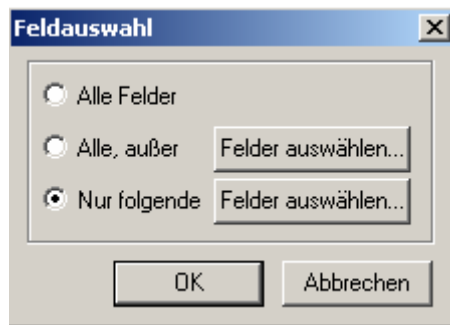 Feldauswahl
Alle Felder
Alle, außer Felder auswählen...
Nur folgende Felder auswählen...
OK Abbrechen